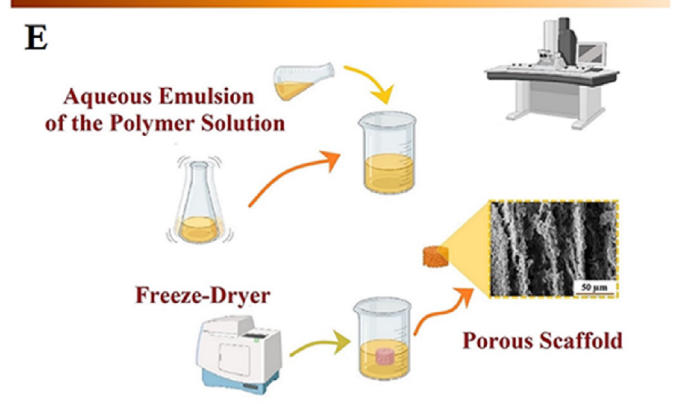 E
Aqueous Emulsion
of the Polymer Solution
Freeze-Dryer
50 μm
Porous Scaffold